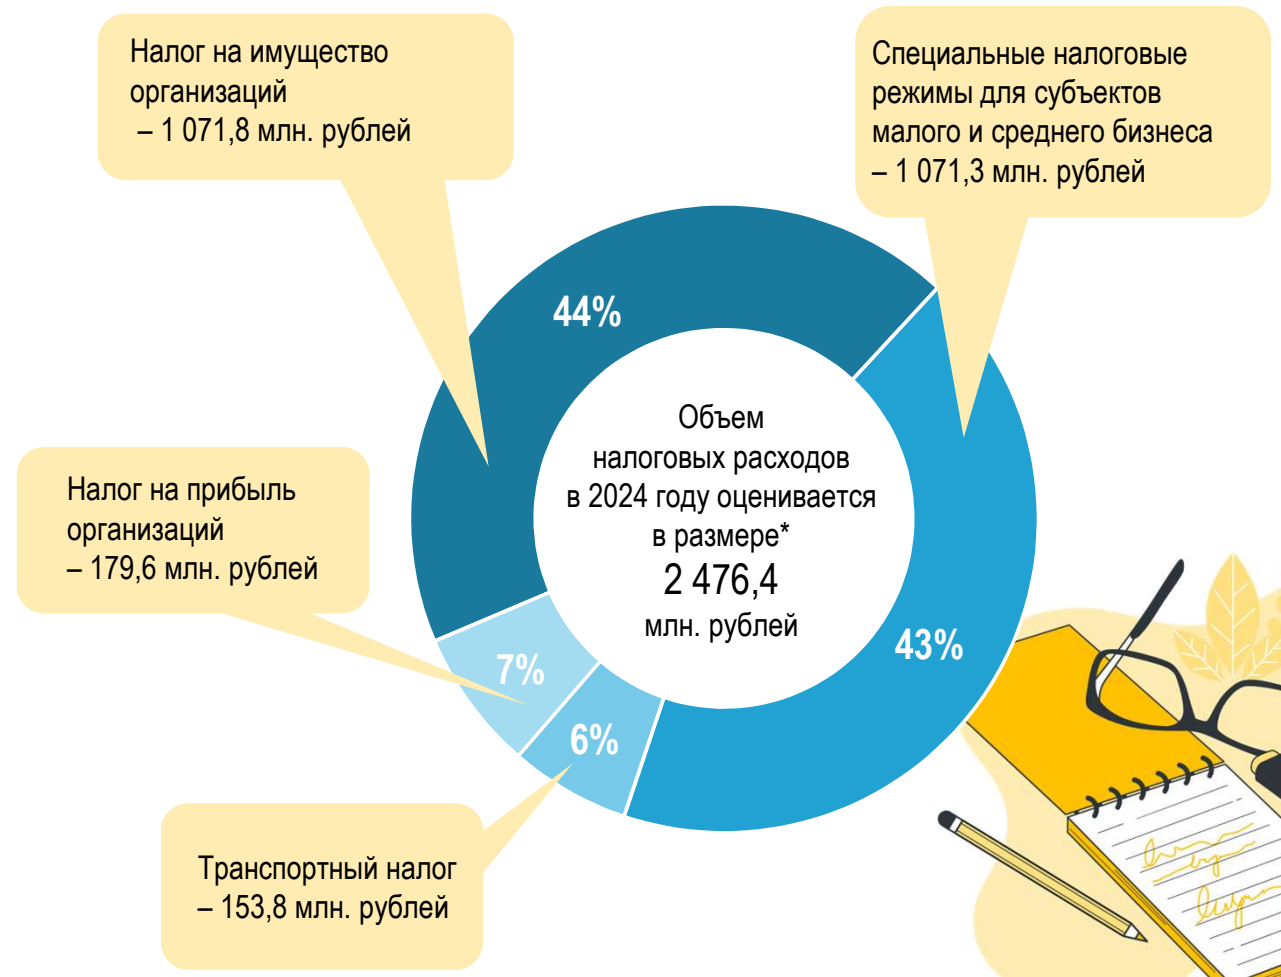 Налог на имущество
организаций
– 1 071,8 млн. рублей
Специальные налоговые
режимы для субъектов
малого и среднего бизнеса
– 1 071,3 млн. рублей
44%
Объем
налоговых расходов
в 2024 году оценивается
в размере*
2 476,4
млн. рублей
Налог на прибыль
организаций
– 179,6 млн. рублей
43%
7%
6%
Транспортный налог
– 153,8 млн. рублей